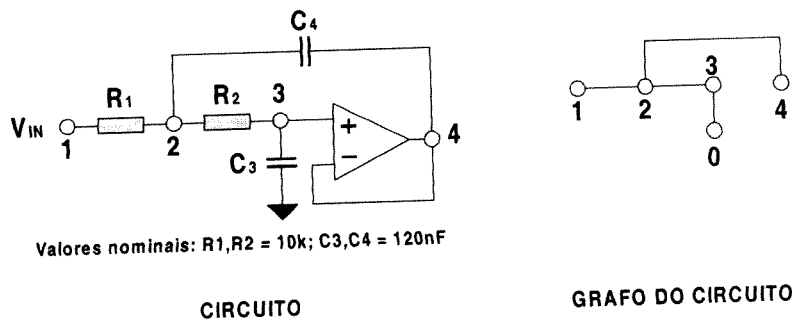 C4
R1
R2
3
VIN
1
2
C3
+
−
4
Valores nominais: R1,R2 = 10k; C3,C4 = 120nF
CIRCUITO
3
1
2
4
0
GRAFO DO CIRCUITO